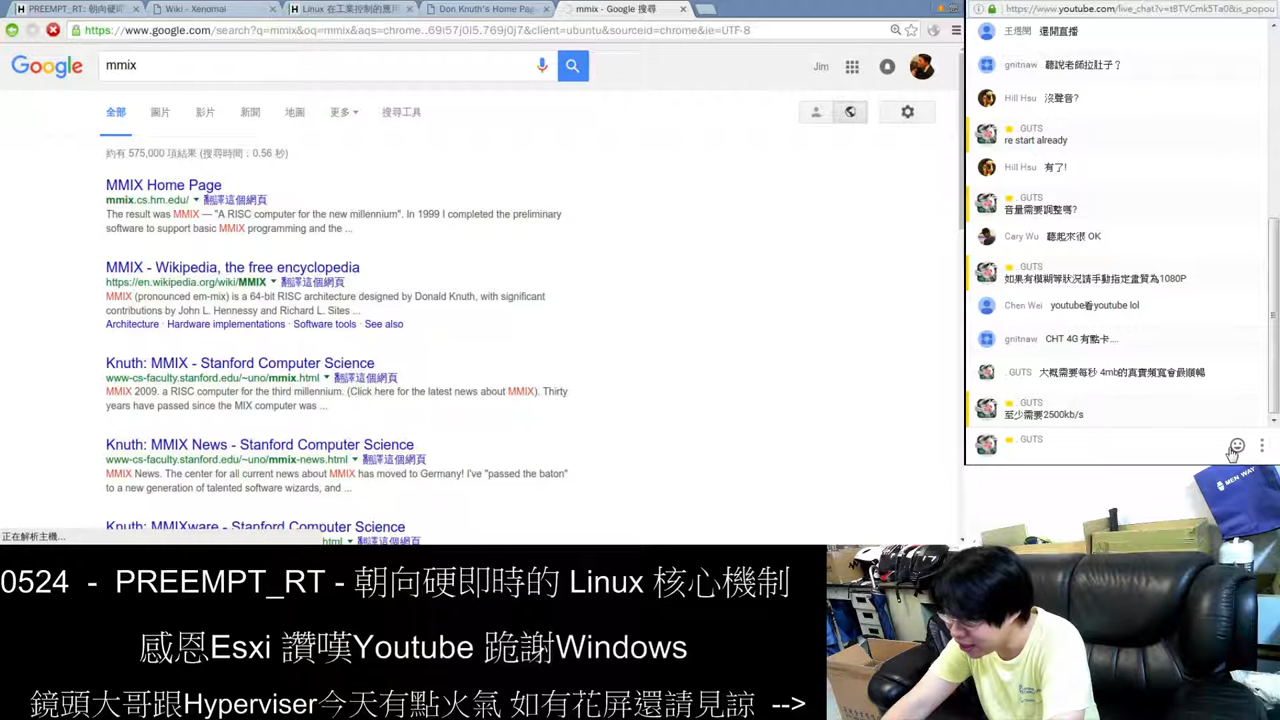 PREEMPT_RT: 朝向硬即
Wiki - Xenomai
Linux 在工業控制的應用
Don Knuth's Home Page
mmix - Google 搜尋
https://www.google.com/search?q=mmix&oq=mmix&aqs=chrome..69i57j0l5.769j0j7&client=ubuntu&sourceid=chrome&ie=UTF-8
Google
mmix
Jim
全部 圖片 影片 新聞 地圖 更多 搜尋工具
約有 575,000 項結果 (搜尋時間：0.56 秒)
MMIX Home Page
mmix.cs.hm.edu/ 翻譯這個網頁
The result was MMIX — "A RISC computer for the new millennium". In 1999 I completed the preliminary
software to support basic MMIX programming and the ...
MMIX - Wikipedia, the free encyclopedia
https://en.wikipedia.org/wiki/MMIX 翻譯這個網頁
MMIX (pronounced em-mix) is a 64-bit RISC architecture designed by Donald Knuth, with significant
contributions by John L. Hennessy and Richard L. Sites ...
Architecture · Hardware implementations · Software tools · See also
Knuth: MMIX - Stanford Computer Science
www-cs-faculty.stanford.edu/~uno/mmix.html 翻譯這個網頁
MMIX 2009. a RISC computer for the third millennium. (Click here for the latest news about MMIX). Thirty
years have passed since the MIX computer was ...
Knuth: MMIX News - Stanford Computer Science
www-cs-faculty.stanford.edu/~uno/mmix-news.html 翻譯這個網頁
MMIX News. The center for all current news about MMIX has moved to Germany! I've "passed the baton"
to a new generation of talented software wizards, and ...
Knuth: MMIXware - Stanford Computer Science
html 翻譯這個網頁
正在解析主機...
https://www.youtube.com/live_chat?v=tBTVCmk5Ta0&is_popou
還開直播
gnitnaw 聽說老師拉肚子？
Hill Hsu 沒聲音?
. GUTS
re start already
Hill Hsu 有了!
. GUTS
音量需要調整嗎?
Cary Wu 聽起來很 OK
. GUTS
如果有模糊等狀況請手動指定畫質為1080P
Chen Wei youtube看youtube lol
gnitnaw CHT 4G 有點卡....
. GUTS 大概需要每秒 4mb的真實頻寬會最順暢
. GUTS
至少需要2500kb/s
. GUTS
MEN WAY
0524 - PREEMPT_RT - 朝向硬即時的 Linux 核心機制
感恩Esxi 讚嘆Youtube 跪謝Windows
鏡頭大哥跟Hyperviser今天有點火氣 如有花屏還請見諒 -->